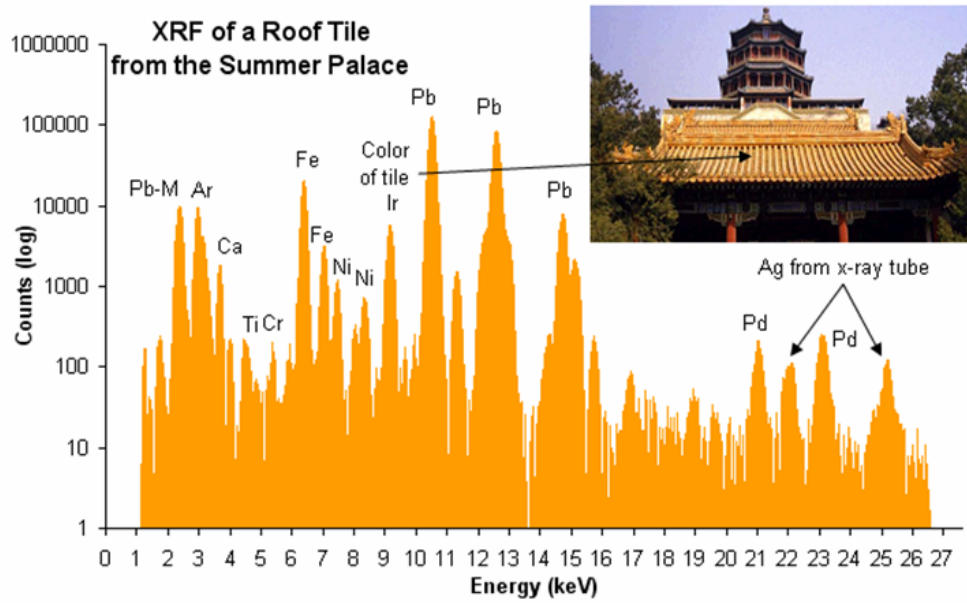 XRF of a Roof Tile
from the Summer Palace
1000000
100000
10000
1000
100
10
1
Counts (log)
Pb-M
Ar
Ca
Ti
Cr
Fe
Fe
Ni
Ni
Color
of tile
Ir
Pb
Pb
Pb
Ag from x-ray tube
Pd
Pd
0 1 2 3 4 5 6 7 8 9 10 11 12 13 14 15 16 17 18 19 20 21 22 23 24 25 26 27
Energy (keV)